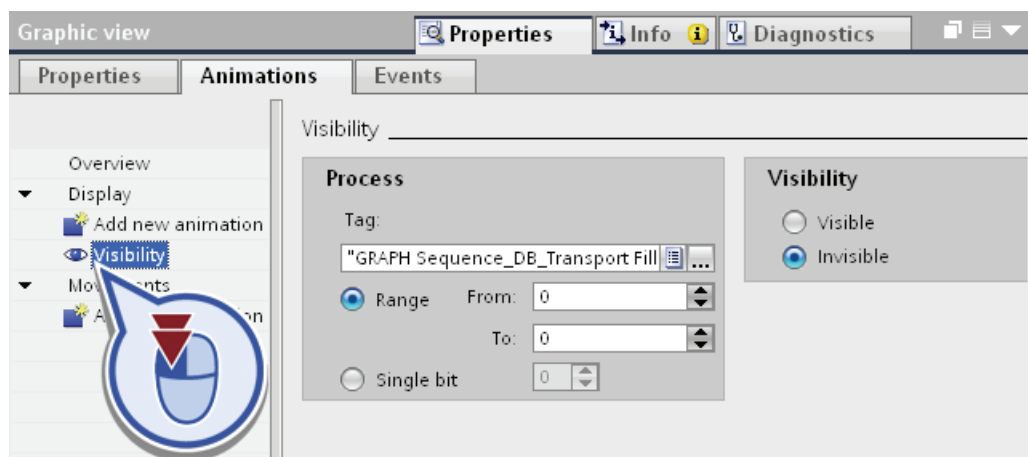 Graphic view
Properties
Info
Diagnostics
Properties
Animations
Events
Visibility
Overview
Display
Add new animation
Visibility
Process
Tag:
"GRAPH Sequence_DB_Transport Fill ...
Range From: 0
To: 0
Single bit 0
Visibility
Visible
Invisible